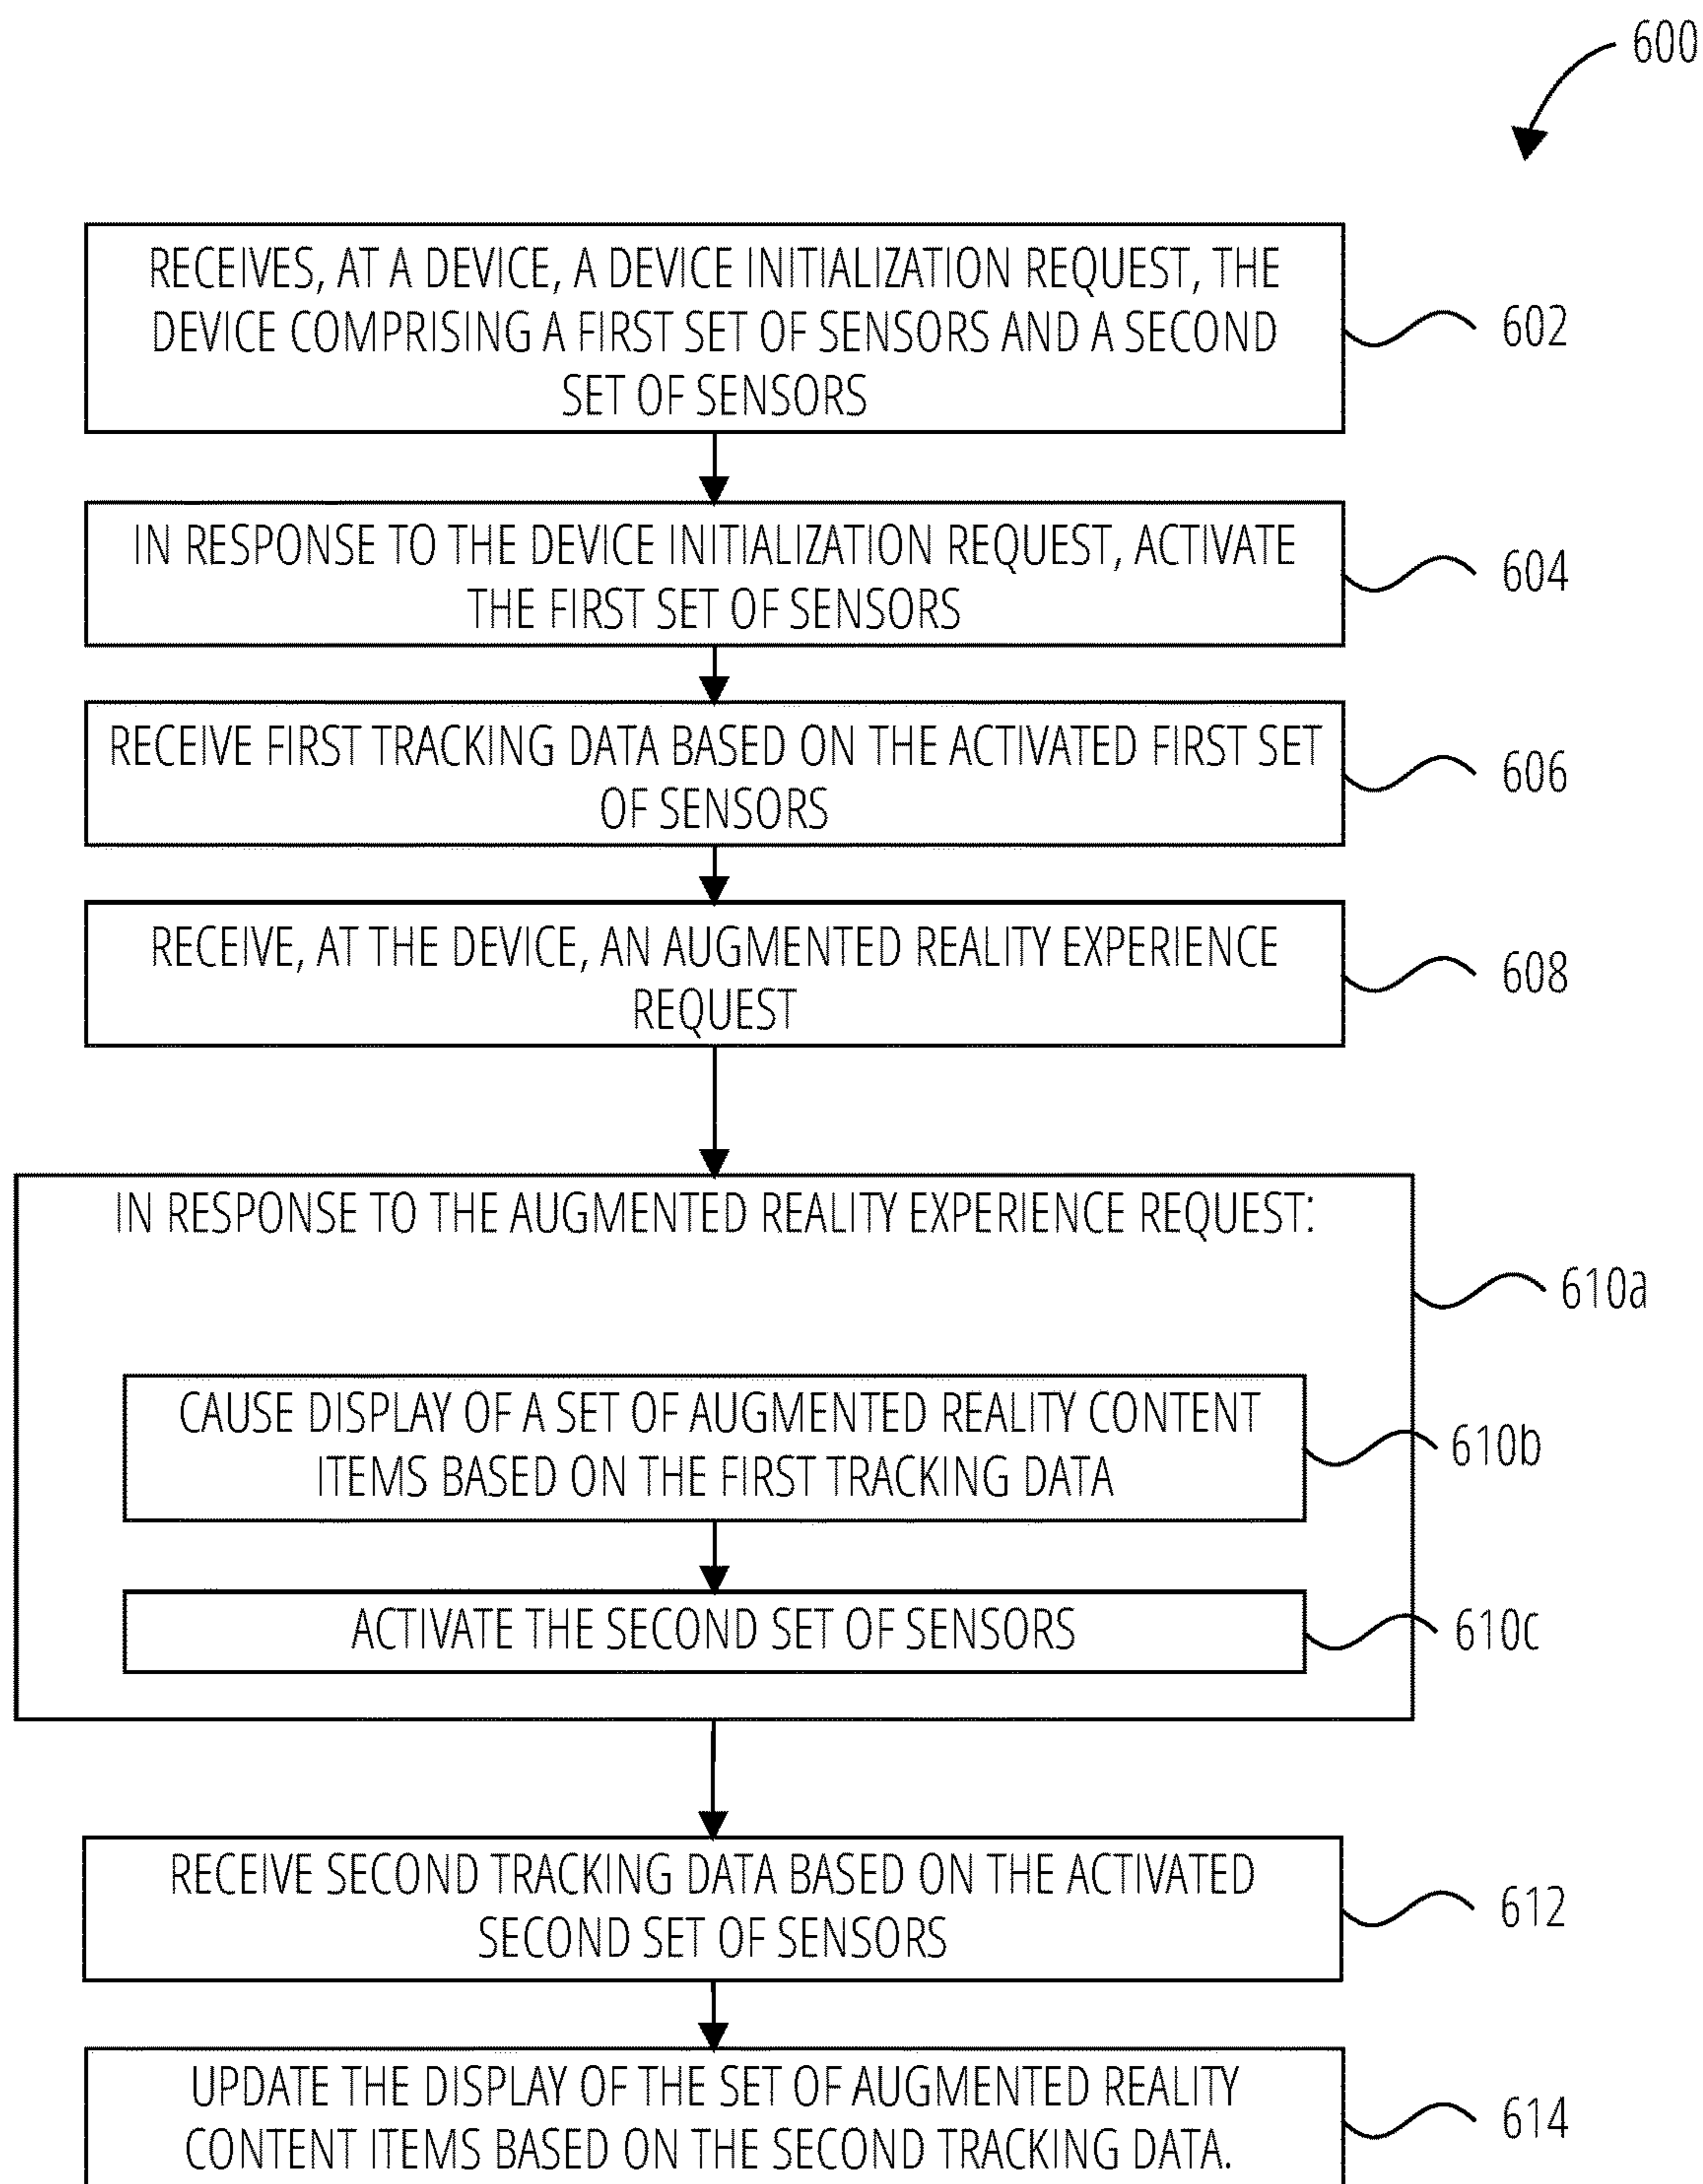 600
RECEIVES, AT A DEVICE, A DEVICE INITIALIZATION REQUEST, THE
DEVICE COMPRISING A FIRST SET OF SENSORS AND A SECOND
SET OF SENSORS
602
IN RESPONSE TO THE DEVICE INITIALIZATION REQUEST, ACTIVATE
THE FIRST SET OF SENSORS
604
RECEIVE FIRST TRACKING DATA BASED ON THE ACTIVATED FIRST SET
OF SENSORS
606
RECEIVE, AT THE DEVICE, AN AUGMENTED REALITY EXPERIENCE
REQUEST
608
IN RESPONSE TO THE AUGMENTED REALITY EXPERIENCE REQUEST:
610a
CAUSE DISPLAY OF A SET OF AUGMENTED REALITY CONTENT
ITEMS BASED ON THE FIRST TRACKING DATA
610b
ACTIVATE THE SECOND SET OF SENSORS
610c
RECEIVE SECOND TRACKING DATA BASED ON THE ACTIVATED
SECOND SET OF SENSORS
612
UPDATE THE DISPLAY OF THE SET OF AUGMENTED REALITY
CONTENT ITEMS BASED ON THE SECOND TRACKING DATA.
614